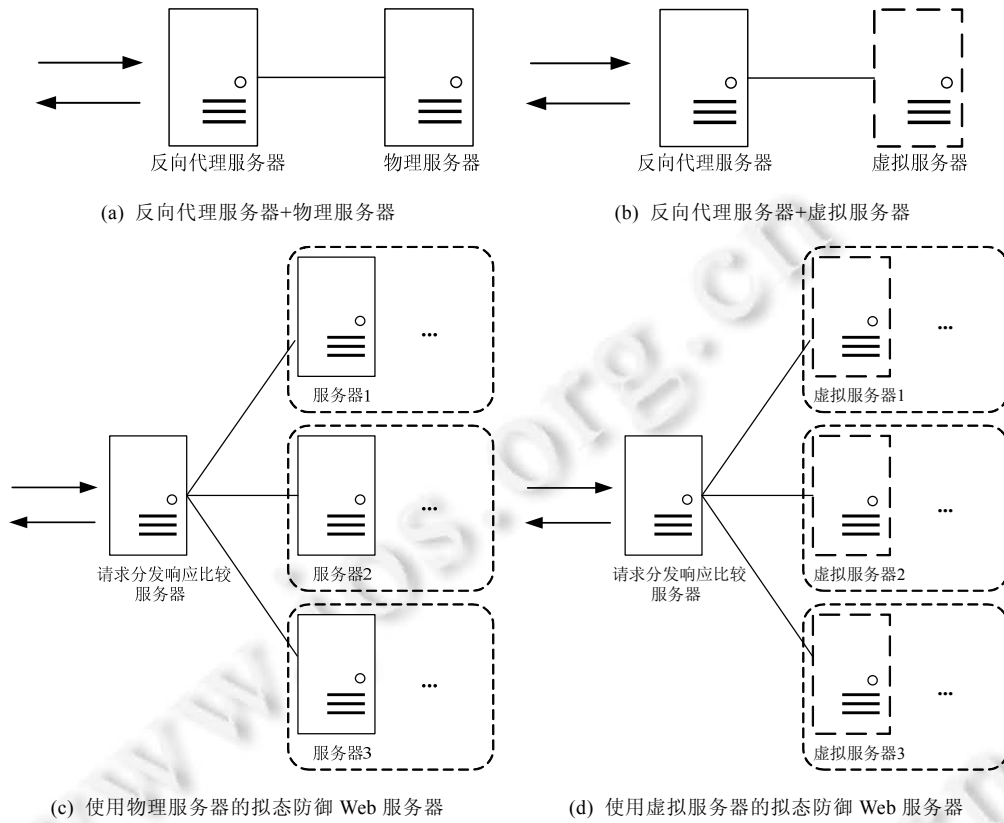 反向代理服务器
物理服务器
反向代理服务器
虚拟服务器
(a) 反向代理服务器+物理服务器
(b) 反向代理服务器+虚拟服务器
...
服务器1
...
虚拟服务器1
请求分发响应比较
服务器
...
服务器2
请求分发响应比较
服务器
...
虚拟服务器2
...
服务器3
...
虚拟服务器3
(c) 使用物理服务器的拟态防御 Web 服务器
(d) 使用虚拟服务器的拟态防御 Web 服务器
www.jos.org.cn